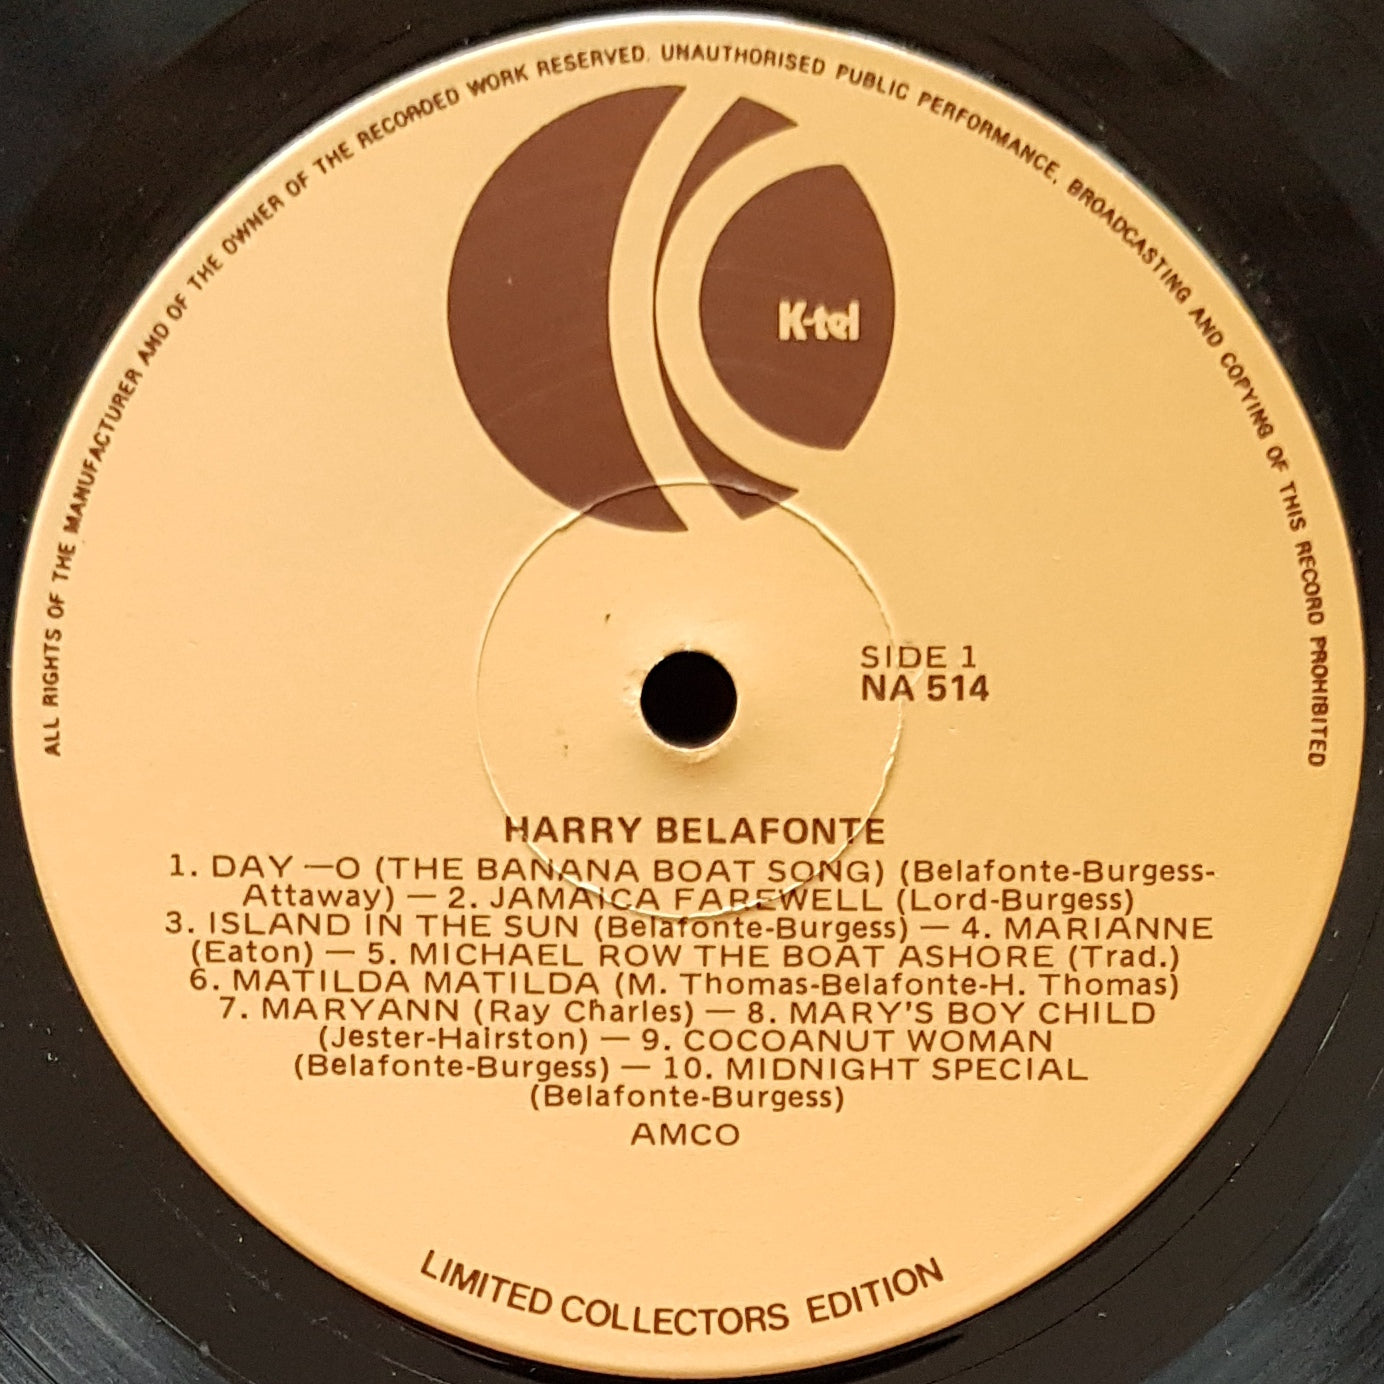 ALL RIGHTS OF THE MANUFACTURER AND OF THE OWNER OF THE RECORDED WORK RESERVED. UNAUTHORISED PUBLIC PERFORMANCE, BROADCASTING AND COPYING OF THIS RECORD PROHIBITED
K-tel
SIDE 1
NA 514
HARRY BELAFONTE
1. DAY —O (THE BANANA BOAT SONG) (Belafonte-Burgess-
Attaway) — 2. JAMAICA FAREWELL (Lord-Burgess)
3. ISLAND IN THE SUN (Belafonte-Burgess) — 4. MARIANNE
(Eaton) — 5. MICHAEL ROW THE BOAT ASHORE (Trad.)
6. MATILDA MATILDA (M. Thomas-Belafonte-H. Thomas)
7. MARYANN (Ray Charles) — 8. MARY'S BOY CHILD
(Jester-Hairston) — 9. COCOANUT WOMAN
(Belafonte-Burgess) — 10. MIDNIGHT SPECIAL
(Belafonte-Burgess)
AMCO
LIMITED COLLECTORS EDITION